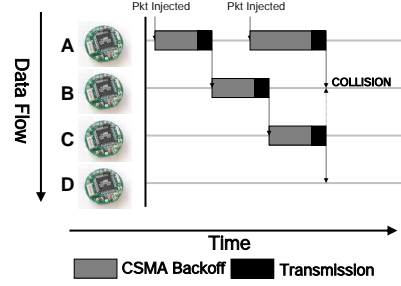 Pkt Injected Pkt Injected
A
B
COLLISION
C
D
Data Flow
Time
CSMA Backoff Transmission